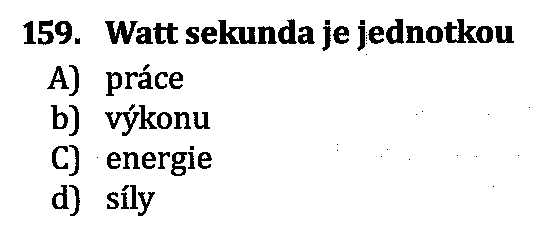 159. Watt sekunda je jednotkou
A) práce
b) výkonu
C) energie
d) síly